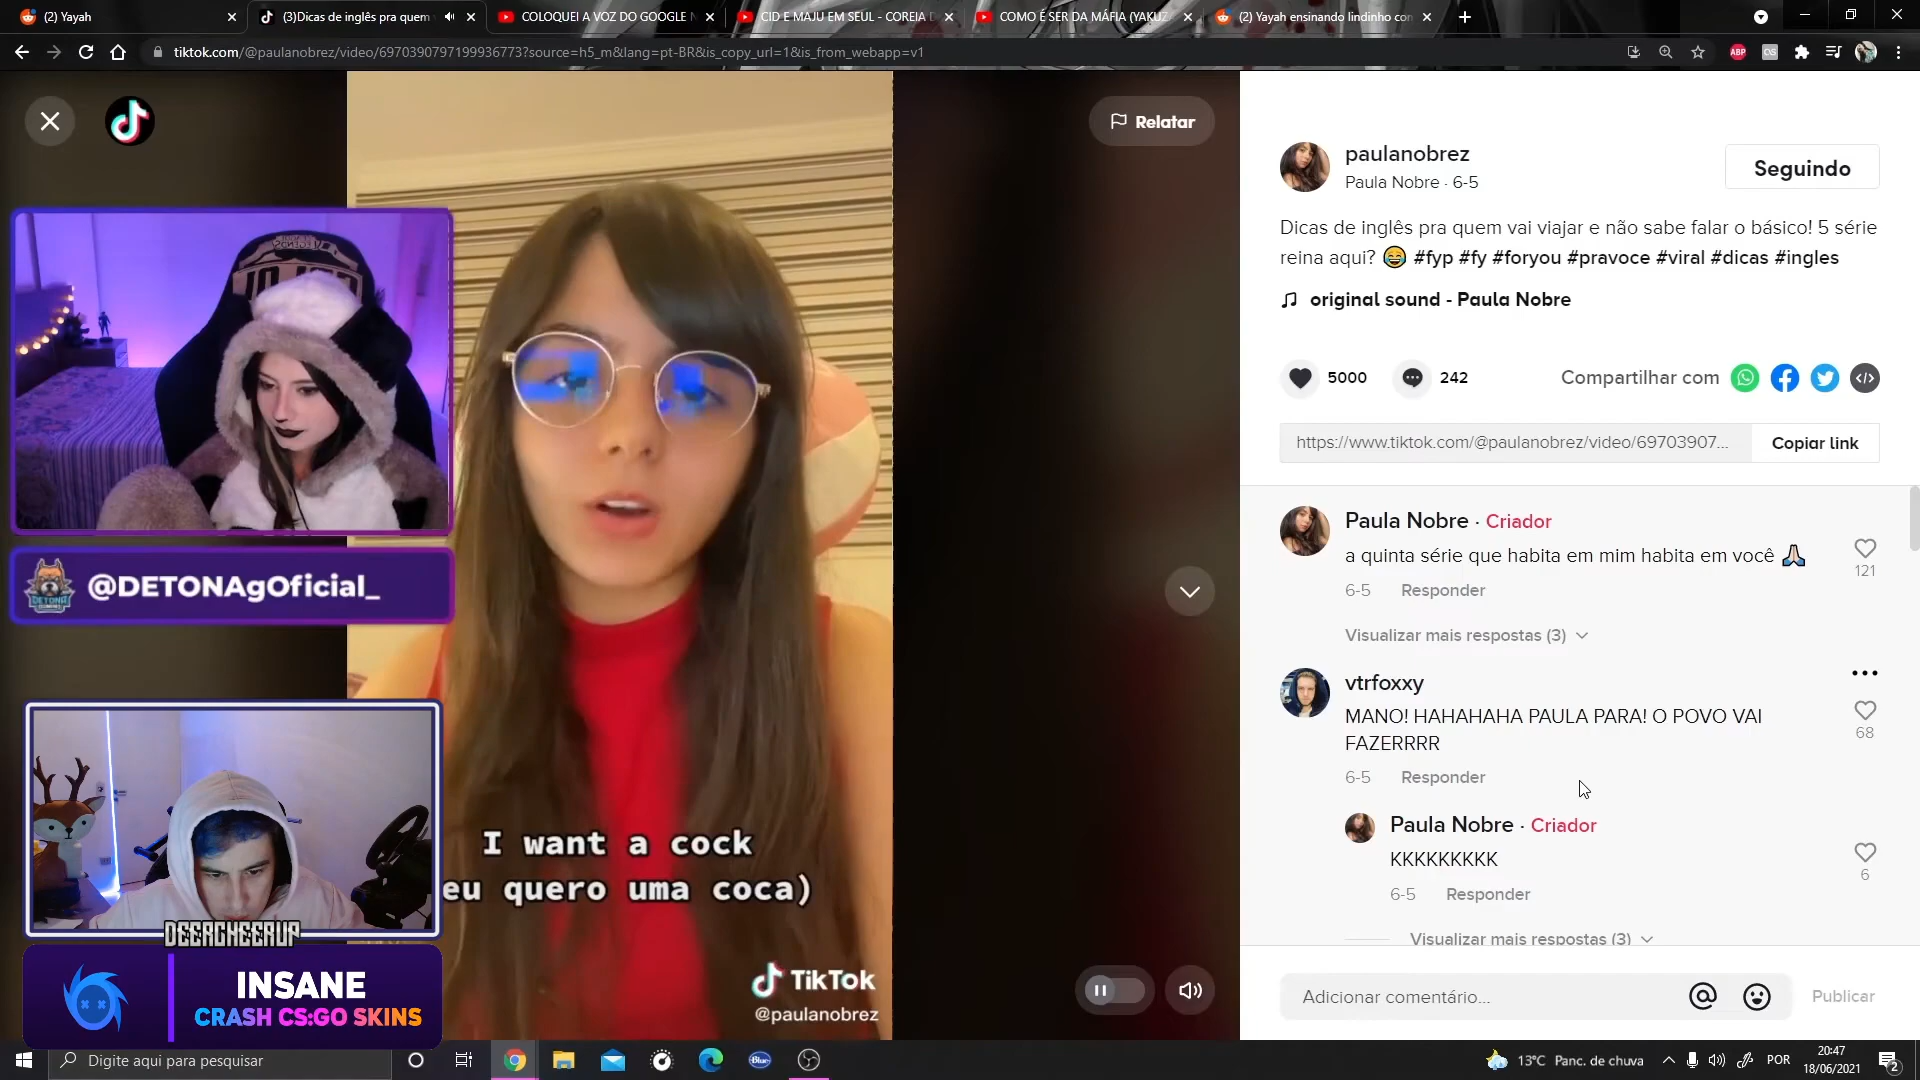 (2) Yayah
(3)Dicas de inglês pra quem
COLOQUEI A VOZ DO GOOGLE
CID E MAJU EM SEUL - COREIA
COMO É SER DA MÁFIA (YAKUZ
(2) Yayah ensinando lindinho
tiktok.com/@paulanobrez/video/6970390797199936773?source=h5_m&lang=pt-BR&is_copy_url=1&is_from_webapp=v1
ABP
Relatar
paulanobrez
Paula Nobre · 6-5
Seguindo
Dicas de inglês pra quem vai viajar e não sabe falar o básico! 5 série
reina aqui? 😂 #fyp #fy #foryou #pravoce #viral #dicas #ingles
original sound - Paula Nobre
5000
242
Compartilhar com
https://www.tiktok.com/@paulanobrez/video/69703907...
Copiar link
Paula Nobre · Criador
a quinta série que habita em mim habita em você 🙏🏻
121
6-5 Responder
Visualizar mais respostas (3)
vtrfoxxy
MANO! HAHAHAHA PAULA PARA! O POVO VAI
FAZERRRR
68
6-5 Responder
Paula Nobre · Criador
KKKKKKKKK
6
6-5 Responder
Visualizar mais respostas (3)
Adicionar comentário...
Publicar
@DETONAgOficial_
I want a cock
eu quero uma coca)
DEERCHEERUP
INSANE
CRASH CS:GO SKINS
TikTok
@paulanobrez
Digite aqui para pesquisar
Blue
13°C Panc. de chuva
POR
20:47
18/06/2021
2